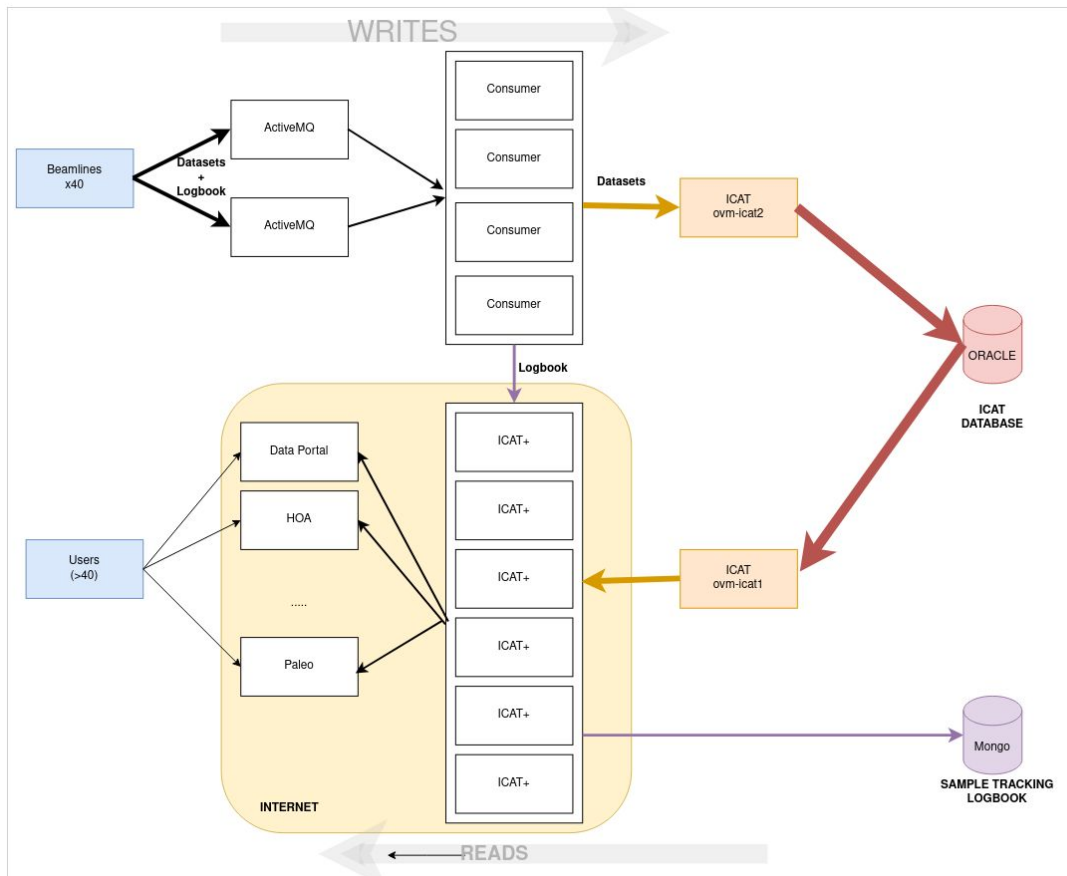 WRITES
Beamlines
x40
Datasets
+
Logbook
ActiveMQ
ActiveMQ
Consumer
Consumer
Consumer
Consumer
Datasets
ICAT
ovm-icat2
ORACLE
ICAT
DATABASE
Logbook
INTERNET
Users
(>40)
Data Portal
HOA
.....
Paleo
ICAT+
ICAT+
ICAT+
ICAT+
ICAT+
ICAT+
ICAT
ovm-icat1
Mongo
SAMPLE TRACKING
LOGBOOK
READS